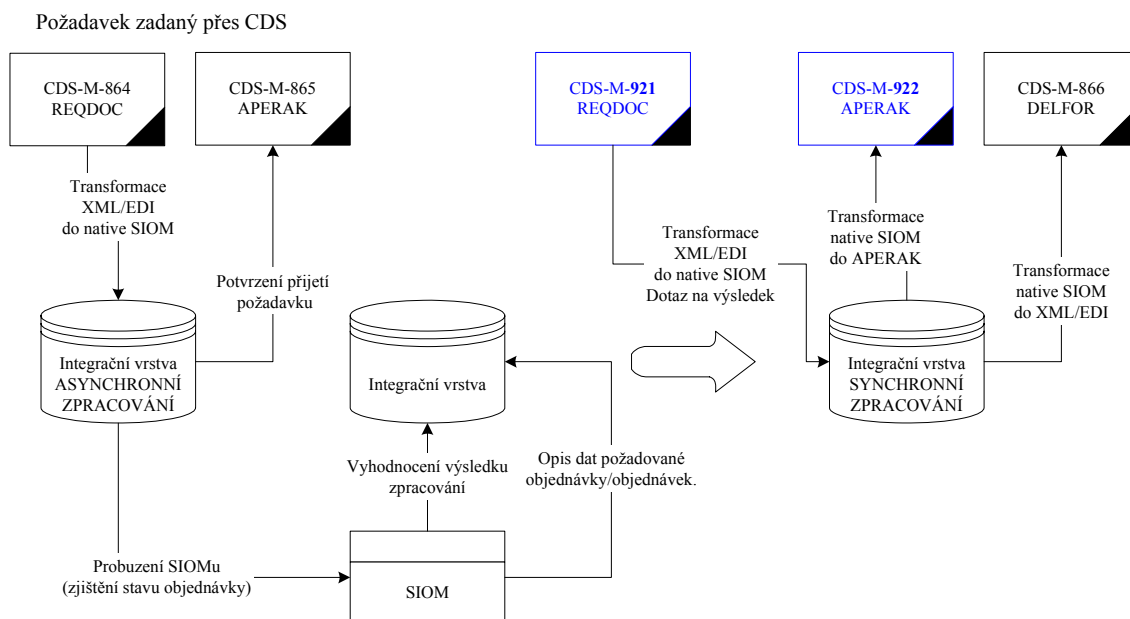 Požadavek zadaný přes CDS
CDS-M-864
REQDOC
CDS-M-865
APERAK
CDS-M-921
REQDOC
CDS-M-922
APERAK
CDS-M-866
DELFOR
Transformace
XML/EDI
do native SIOM
Potvrzení přijetí
požadavku
Transformace
XML/EDI
do native SIOM
Dotaz na výsledek
Transformace
native SIOM
do APERAK
Transformace
native SIOM
do XML/EDI
Integrační vrstva
ASYNCHRONNÍ
ZPRACOVÁNÍ
Integrační vrstva
Integrační vrstva
SYNCHRONNÍ
ZPRACOVÁNÍ
Vyhodnocení výsledku
zpracování
Opis dat požadované
objednávky/objednávek.
Probuzení SIOMu
(zjištění stavu objednávky)
SIOM